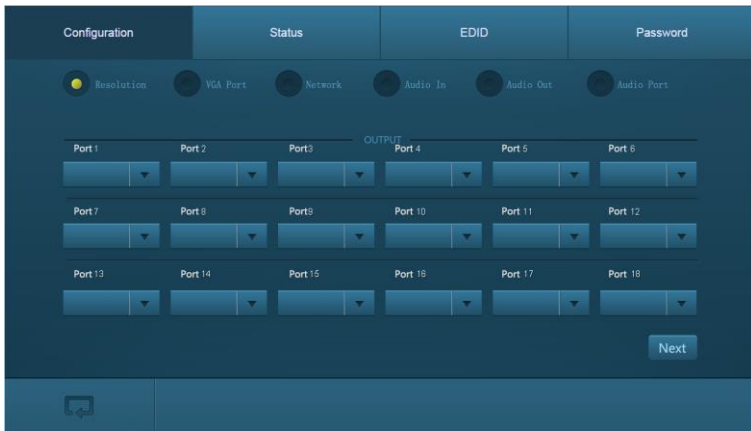 Configuration Status EDID Password
Resolution VGA Port Network Audio In Audio Out Audio Port
OUTPUT
Port 1 Port 2 Port3 Port 4 Port 5 Port 6
Port 7 Port 8 Port9 Port 10 Port 11 Port 12
Port 13 Port 14 Port 15 Port 16 Port 17 Port 18
Next